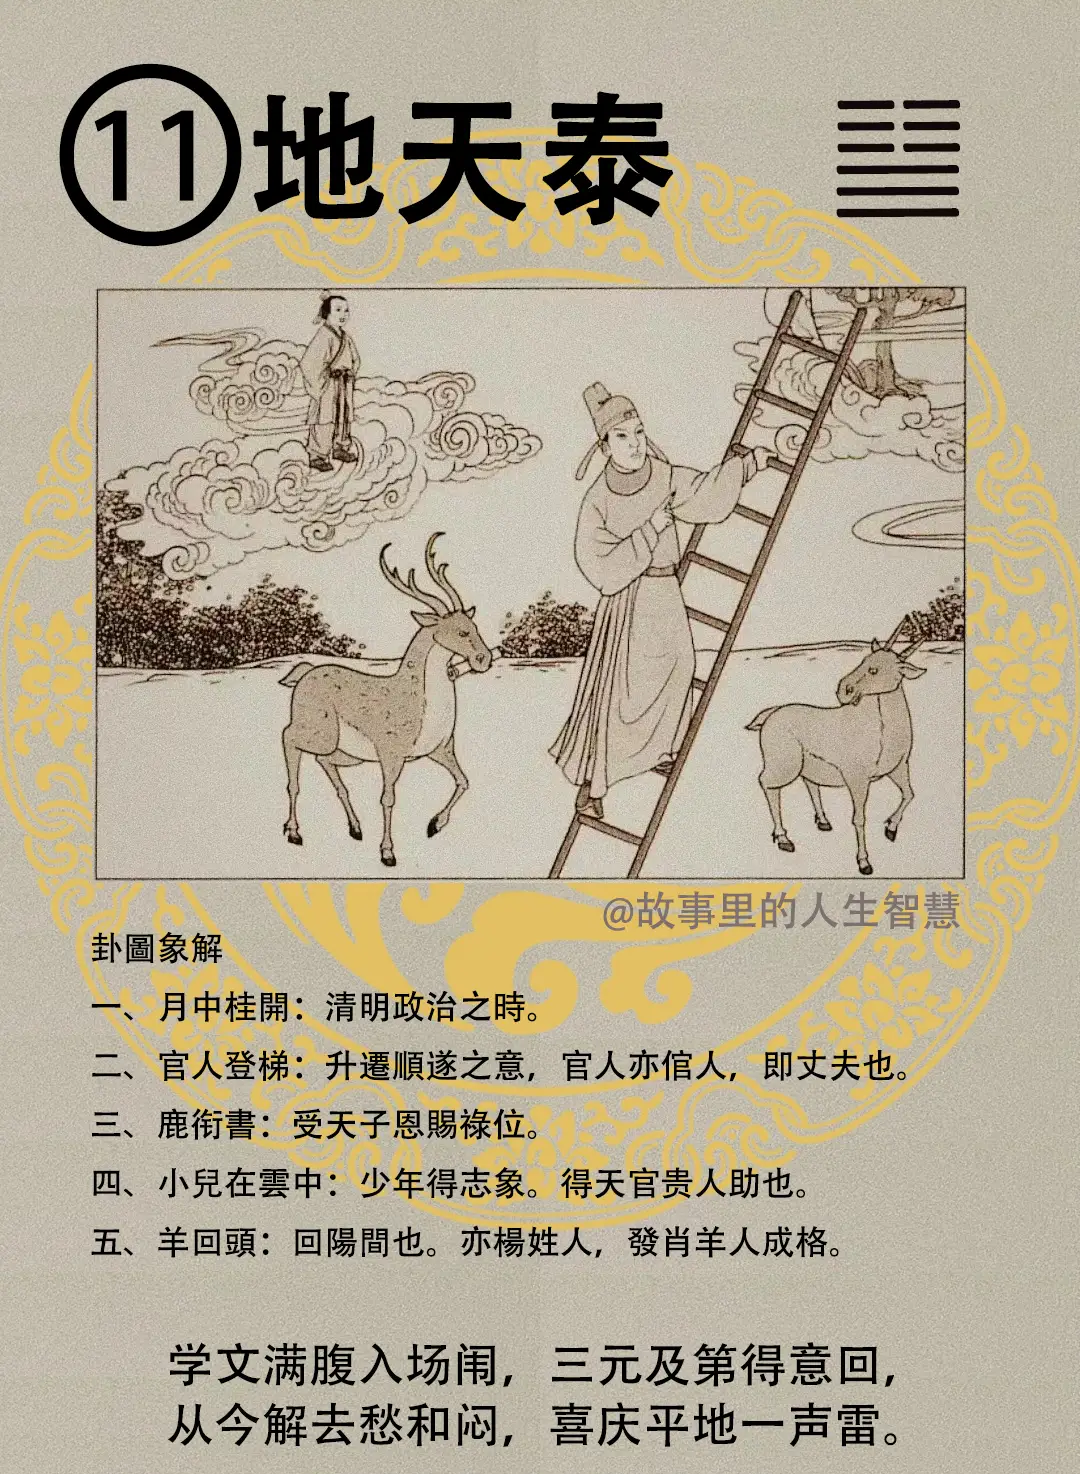 11 地天泰
@故事里的人生智慧
卦圖象解
一、月中桂開：清明政治之時。
二、官人登梯：升遷順遂之意，官人亦倌人，即丈夫也。
三、鹿衔書：受天子恩賜祿位。
四、小兒在雲中：少年得志象。得天官贵人助也。
五、羊回頭：回陽間也。亦楊姓人，發肖羊人成格。
学文满腹入场闱，三元及第得意回，
从今解去愁和闷，喜庆平地一声雷。